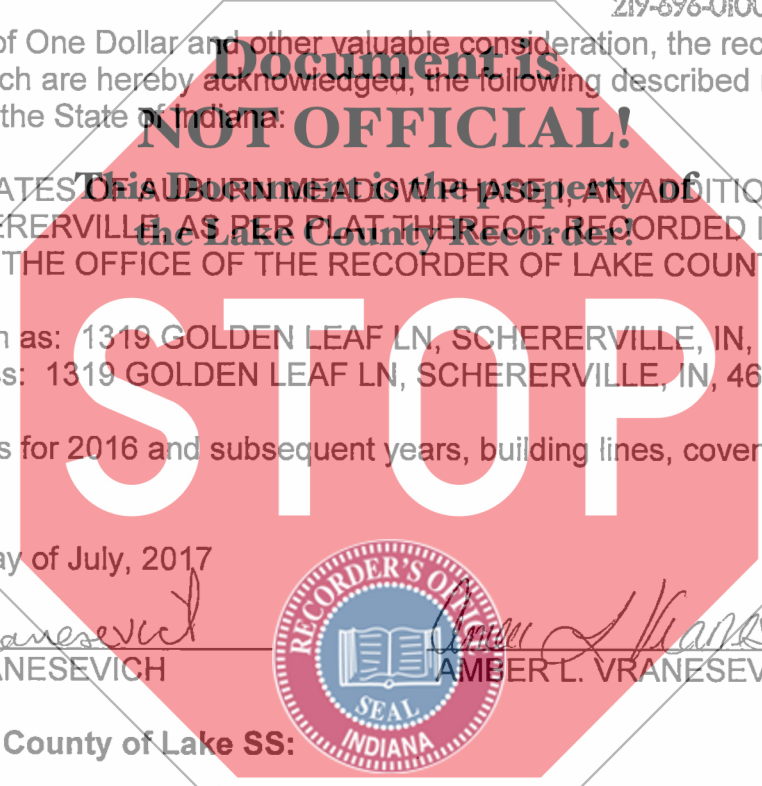 219-696-0100
of One Dollar and other valuable consideration, the rec
Document is
ch are hereby acknowledged, the following described
the State of Indiana:
NOT OFFICIAL!
This Document is the property of
ATES OF AUBURN MEADOW PHASE I, AN ADDITIO
the Lake County Recorder!
ERERVILLE, AS PER PLAT THEREOF, RECORDED
THE OFFICE OF THE RECORDER OF LAKE COUN
n as: 1319 GOLDEN LEAF LN, SCHERERVILLE, IN,
ss: 1319 GOLDEN LEAF LN, SCHERERVILLE, IN, 46
STOP
s for 2016 and subsequent years, building lines, coven
ay of July, 2017
anesevich
NESEVICH
AMBER L. VRANESEV
RECORDER'S OFFICE
SEAL
INDIANA
County of Lake SS: